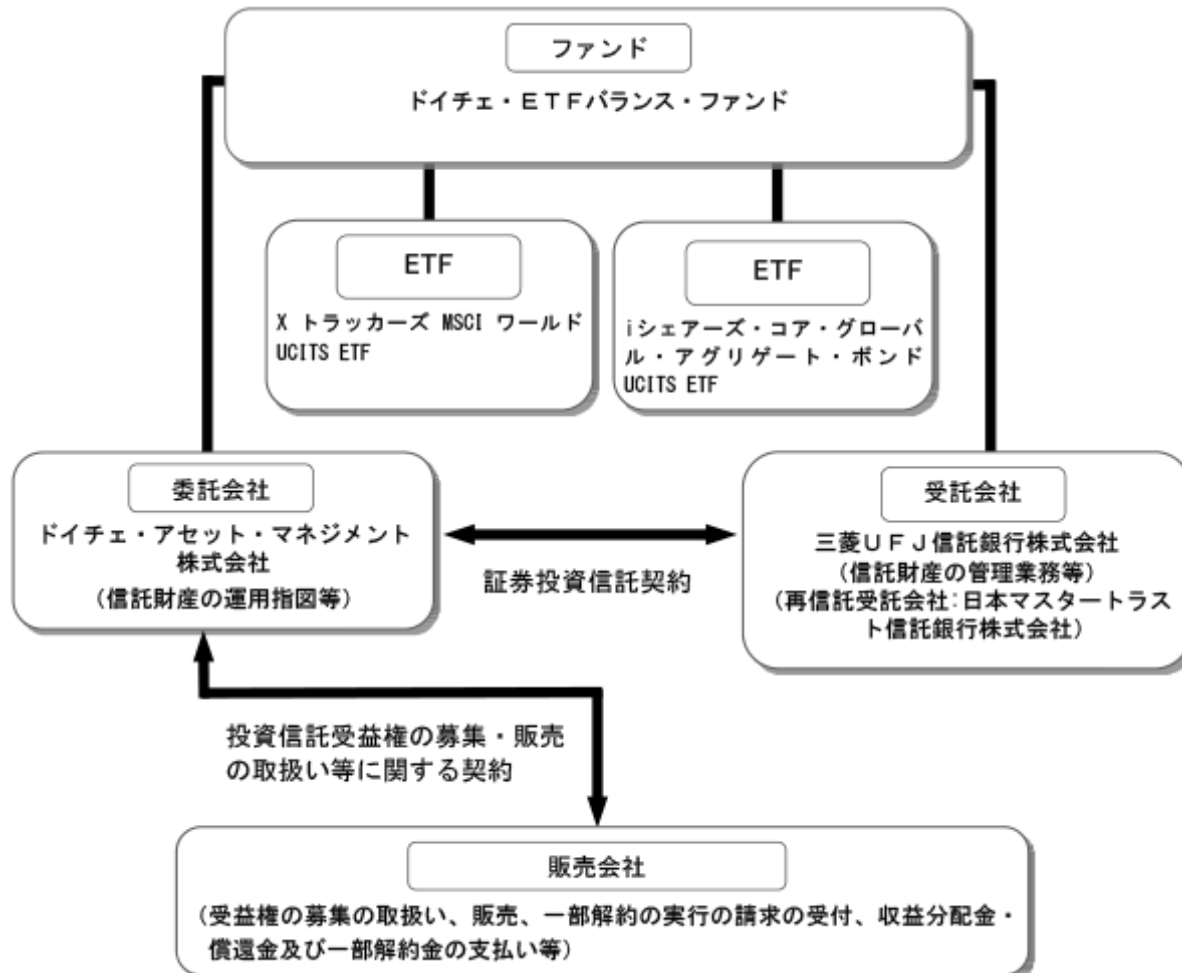 ファンド
ドイチェ・ＥＴＦバランス・ファンド
ETF
X トラッカーズ MSCI ワールド
UCITS ETF
ETF
iシェアーズ・コア・グローバ
ル・アグリゲート・ボンド
UCITS ETF
委託会社
ドイチェ・アセット・マネジメント
株式会社
(信託財産の運用指図等)
証券投資信託契約
受託会社
三菱ＵＦＪ信託銀行株式会社
(信託財産の管理業務等)
(再信託受託会社:日本マスタートラス
ト信託銀行株式会社)
投資信託受益権の募集・販売
の取扱い等に関する契約
販売会社
(受益権の募集の取扱い、販売、一部解約の実行の請求の受付、収益分配金・
償還金及び一部解約金の支払い等)